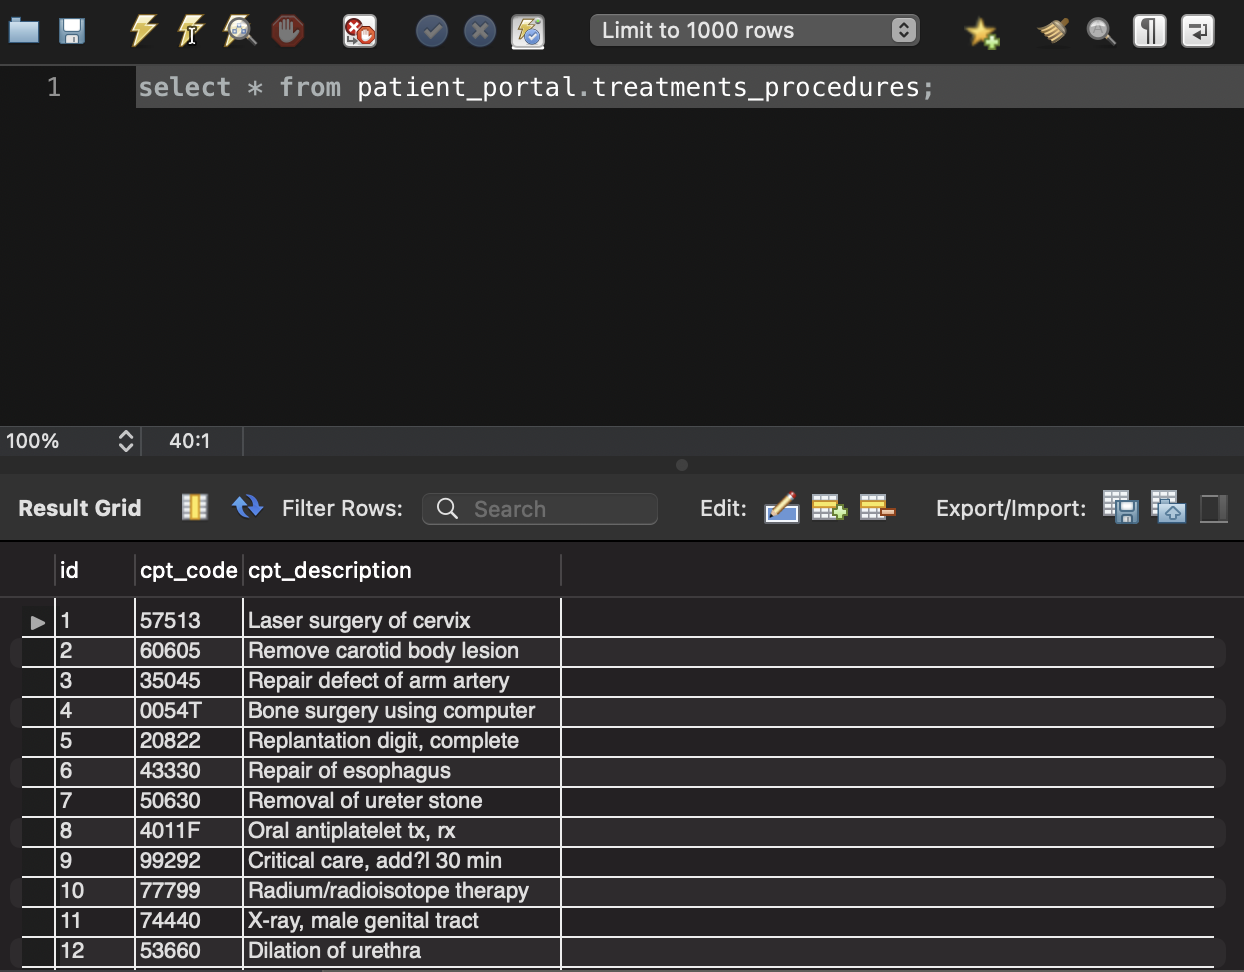 Limit to 1000 rows
1 select * from patient_portal.treatments_procedures;
100% 40:1
Result Grid Filter Rows: Search Edit: Export/Import:
id cpt_code cpt_description
1 57513 Laser surgery of cervix
2 60605 Remove carotid body lesion
3 35045 Repair defect of arm artery
4 0054T Bone surgery using computer
5 20822 Replantation digit, complete
6 43330 Repair of esophagus
7 50630 Removal of ureter stone
8 4011F Oral antiplatelet tx, rx
9 99292 Critical care, add?l 30 min
10 77799 Radium/radioisotope therapy
11 74440 X-ray, male genital tract
12 53660 Dilation of urethra